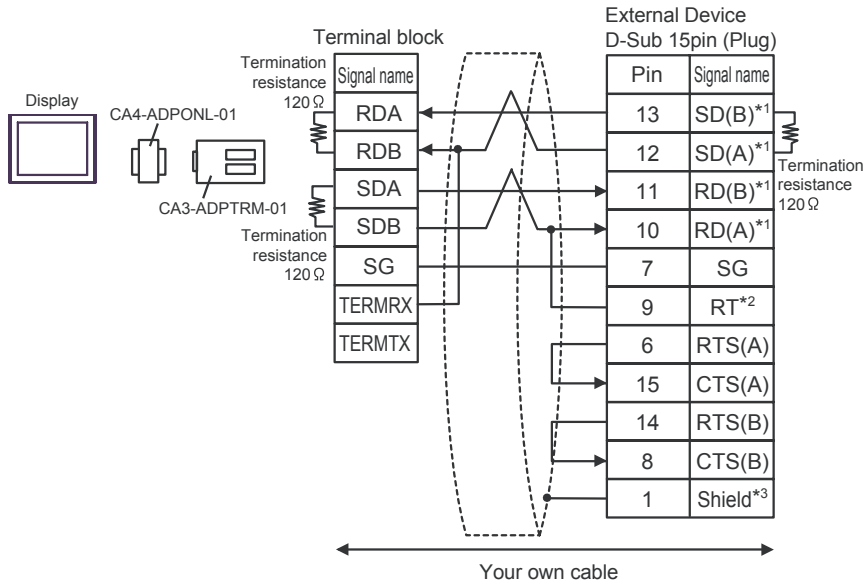 External Device
Terminal block
D-Sub 15pin (Plug)
Termination
resistance
120Ω
Signal name
Pin
Signal name
Display
CA4-ADPONL-01
RDA
13
SD(B)*1
RDB
12
SD(A)*1
Termination
resistance
120Ω
SDA
11
RD(B)*1
CA3-ADPTRM-01
SDB
10
RD(A)*1
Termination
resistance
120Ω
SG
7
SG
TERMRX
9
RT*2
TERMTX
6
RTS(A)
15
CTS(A)
14
RTS(B)
8
CTS(B)
1
Shield*3
Your own cable